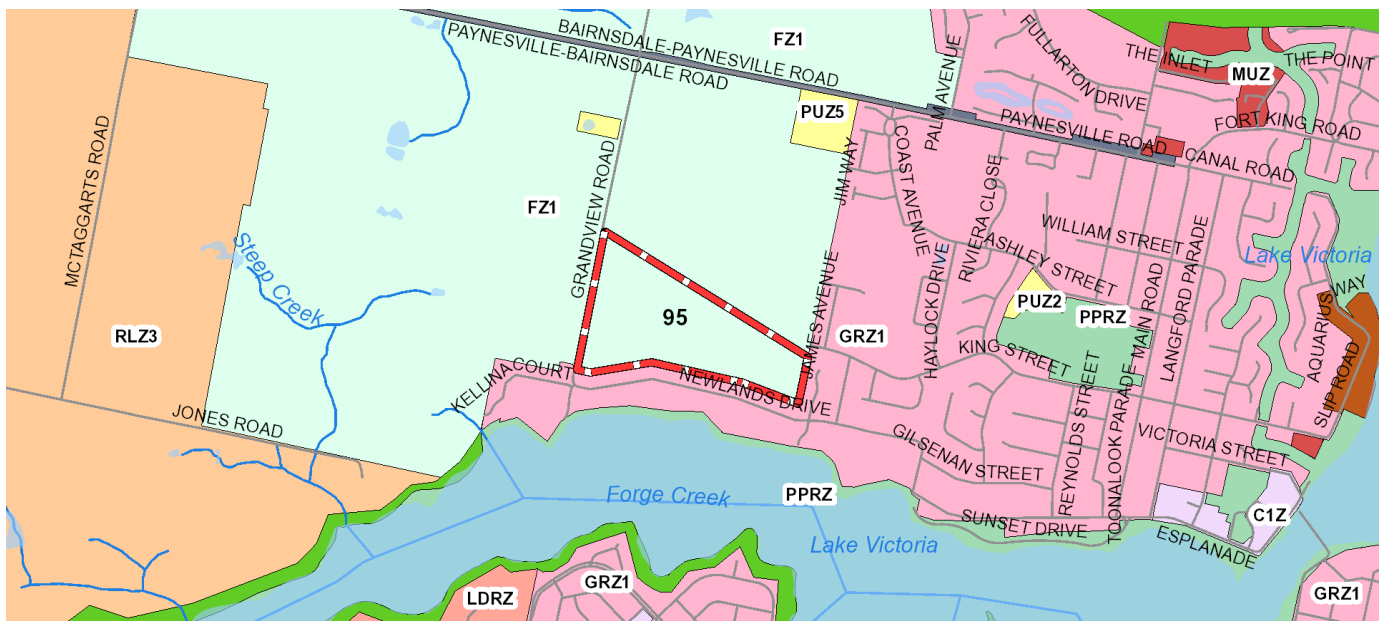 BAIRNSDALE-PAYNESVILLE ROAD
PAYNESVILLE-BAIRNSDALE ROAD
FZ1
PALM AVENUE
FULLARTON DRIVE
THE INLET
MUZ
THE POINT
FORT KING ROAD
PAYNESVILLE ROAD
CANAL ROAD
PUZ5
MCTAGGARTS ROAD
GRANDVIEW ROAD
FZ1
JIM WAY
COAST AVENUE
RIVIERA CLOSE
WILLIAM STREET
ASHLEY STREET
HAYLOCK DRIVE
LANGFORD PARADE
MAIN ROAD
Lake Victoria
AQUARIUS WAY
SLIP ROAD
Steep Creek
RLZ3
95
JAMES AVENUE
GRZ1
PUZ2
PPRZ
KING STREET
KELLINA COURT
NEWLANDS DRIVE
JONES ROAD
GILSENAN STREET
REYNOLDS STREET
TOONALOOK PARADE
VICTORIA STREET
Forge Creek
PPRZ
SUNSET DRIVE
ESPLANADE
C1Z
Lake Victoria
LDRZ
GRZ1
GRZ1